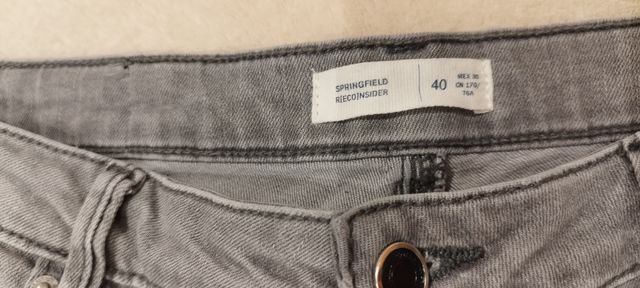 SPRINGFIELD
R[ECO]NSIDER
40
MEX 30
CN 170/
76A